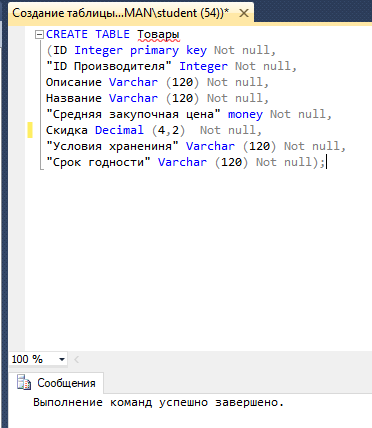 Создание таблицы...MAN\student (54))*
CREATE TABLE Товары
(ID Integer primary key Not null,
"ID Производителя" Integer Not null,
Описание Varchar (120) Not null,
Название Varchar (120) Not null,
"Средняя закупочная цена" money Not null,
Скидка Decimal (4,2) Not null,
"Условия храненияня" Varchar (120) Not null,
"Срок годности" Varchar (120) Not null);
100 %
Сообщения
Выполнение команд успешно завершено.